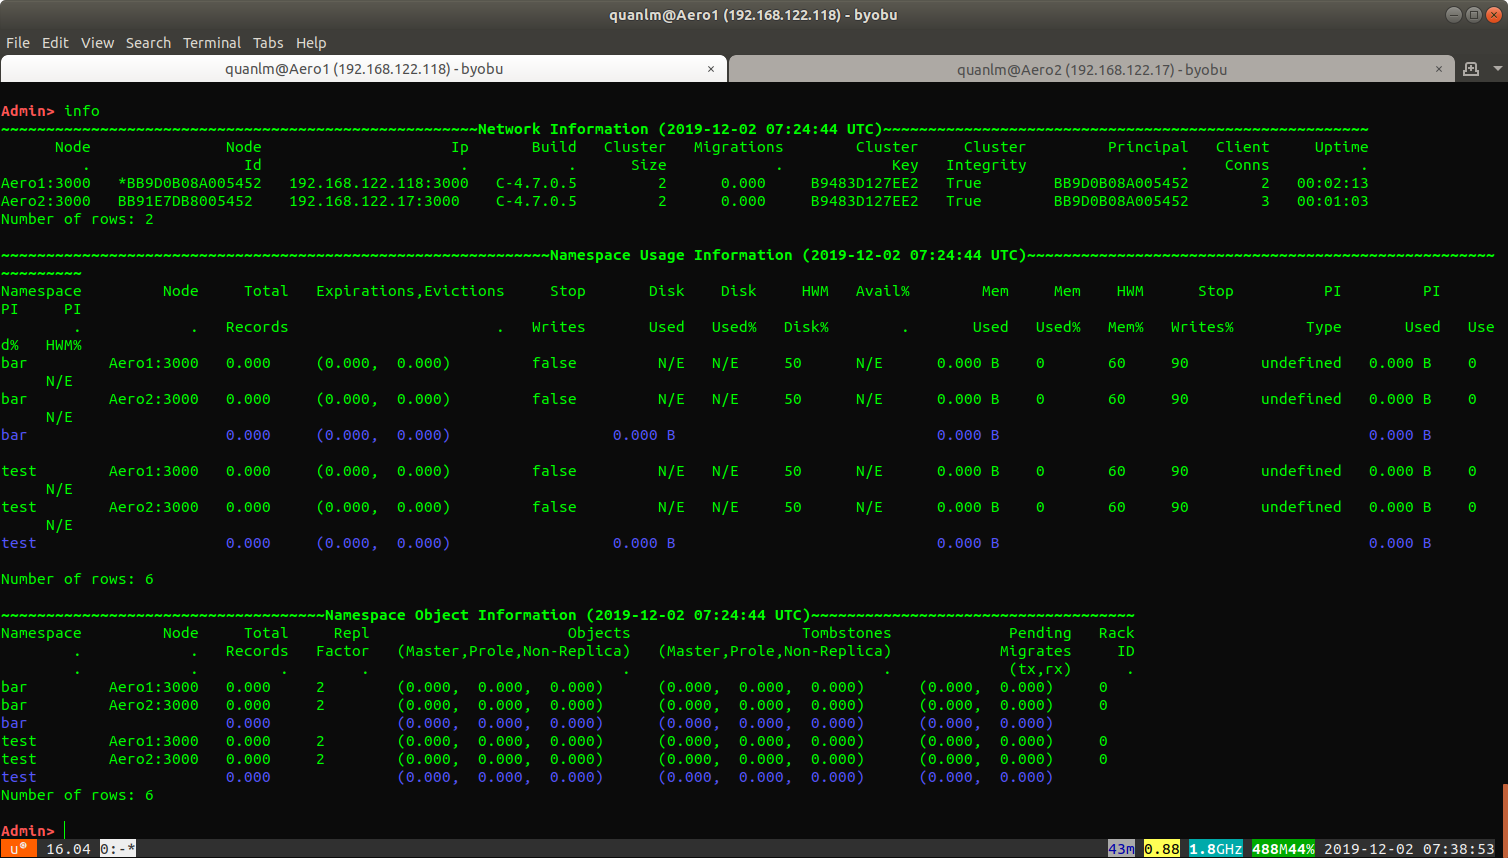 quanlm@Aero1 (192.168.122.118) - byobu
File Edit View Search Terminal Tabs Help
quanlm@Aero1 (192.168.122.118) - byobu × quanlm@Aero2 (192.168.122.17) - byobu ×
Admin> info
~~~~~~~~~~~~~~~~~~~~~~~~~~~~~~~~~~~~~~~~~~~~~~~~~~~~~Network Information (2019-12-02 07:24:44 UTC)~~~~~~~~~~~~~~~~~~~~~~~~~~~~~~~~~~~~~~~~~~~~~~~~~~~~~~
Node Node Ip Build Cluster Migrations Cluster Cluster Principal Client Uptime
. Id . . Size . Key Integrity . Conns .
Aero1:3000 *BB9D0B08A005452 192.168.122.118:3000 C-4.7.0.5 2 0.000 B9483D127EE2 True BB9D0B08A005452 2 00:02:13
Aero2:3000 BB91E7DB8005452 192.168.122.17:3000 C-4.7.0.5 2 0.000 B9483D127EE2 True BB9D0B08A005452 3 00:01:03
Number of rows: 2
~~~~~~~~~~~~~~~~~~~~~~~~~~~~~~~~~~~~~~~~~~~~~~~~~~~~~~~~~~~~~Namespace Usage Information (2019-12-02 07:24:44 UTC)~~~~~~~~~~~~~~~~~~~~~~~~~~~~~~~~~~~~~~~~~~~~~~~~~~~~
~~~~~~~~~
Namespace Node Total Expirations,Evictions Stop Disk Disk HWM Avail% Mem Mem HWM Stop PI PI
PI PI
. . Records . Writes Used Used% Disk% . Used Used% Mem% Writes% Type Used Use
d% HWM%
bar Aero1:3000 0.000 (0.000, 0.000) false N/E N/E 50 N/E 0.000 B 0 60 90 undefined 0.000 B 0
N/E
bar Aero2:3000 0.000 (0.000, 0.000) false N/E N/E 50 N/E 0.000 B 0 60 90 undefined 0.000 B 0
N/E
bar 0.000 (0.000, 0.000) 0.000 B 0.000 B 0.000 B
test Aero1:3000 0.000 (0.000, 0.000) false N/E N/E 50 N/E 0.000 B 0 60 90 undefined 0.000 B 0
N/E
test Aero2:3000 0.000 (0.000, 0.000) false N/E N/E 50 N/E 0.000 B 0 60 90 undefined 0.000 B 0
N/E
test 0.000 (0.000, 0.000) 0.000 B 0.000 B 0.000 B
Number of rows: 6
~~~~~~~~~~~~~~~~~~~~~~~~~~~~~~~~~~~~Namespace Object Information (2019-12-02 07:24:44 UTC)~~~~~~~~~~~~~~~~~~~~~~~~~~~~~~~~~~~~
Namespace Node Total Repl Objects Tombstones Pending Rack
. . Records Factor (Master,Prole,Non-Replica) (Master,Prole,Non-Replica) Migrates ID
. . . . . . (tx,rx) .
bar Aero1:3000 0.000 2 (0.000, 0.000, 0.000) (0.000, 0.000, 0.000) (0.000, 0.000) 0
bar Aero2:3000 0.000 2 (0.000, 0.000, 0.000) (0.000, 0.000, 0.000) (0.000, 0.000) 0
bar 0.000 (0.000, 0.000, 0.000) (0.000, 0.000, 0.000) (0.000, 0.000)
test Aero1:3000 0.000 2 (0.000, 0.000, 0.000) (0.000, 0.000, 0.000) (0.000, 0.000) 0
test Aero2:3000 0.000 2 (0.000, 0.000, 0.000) (0.000, 0.000, 0.000) (0.000, 0.000) 0
test 0.000 (0.000, 0.000, 0.000) (0.000, 0.000, 0.000) (0.000, 0.000)
Number of rows: 6
Admin>
u® 16.04 0:-* 43m 0.88 1.8GHz 488M44% 2019-12-02 07:38:53